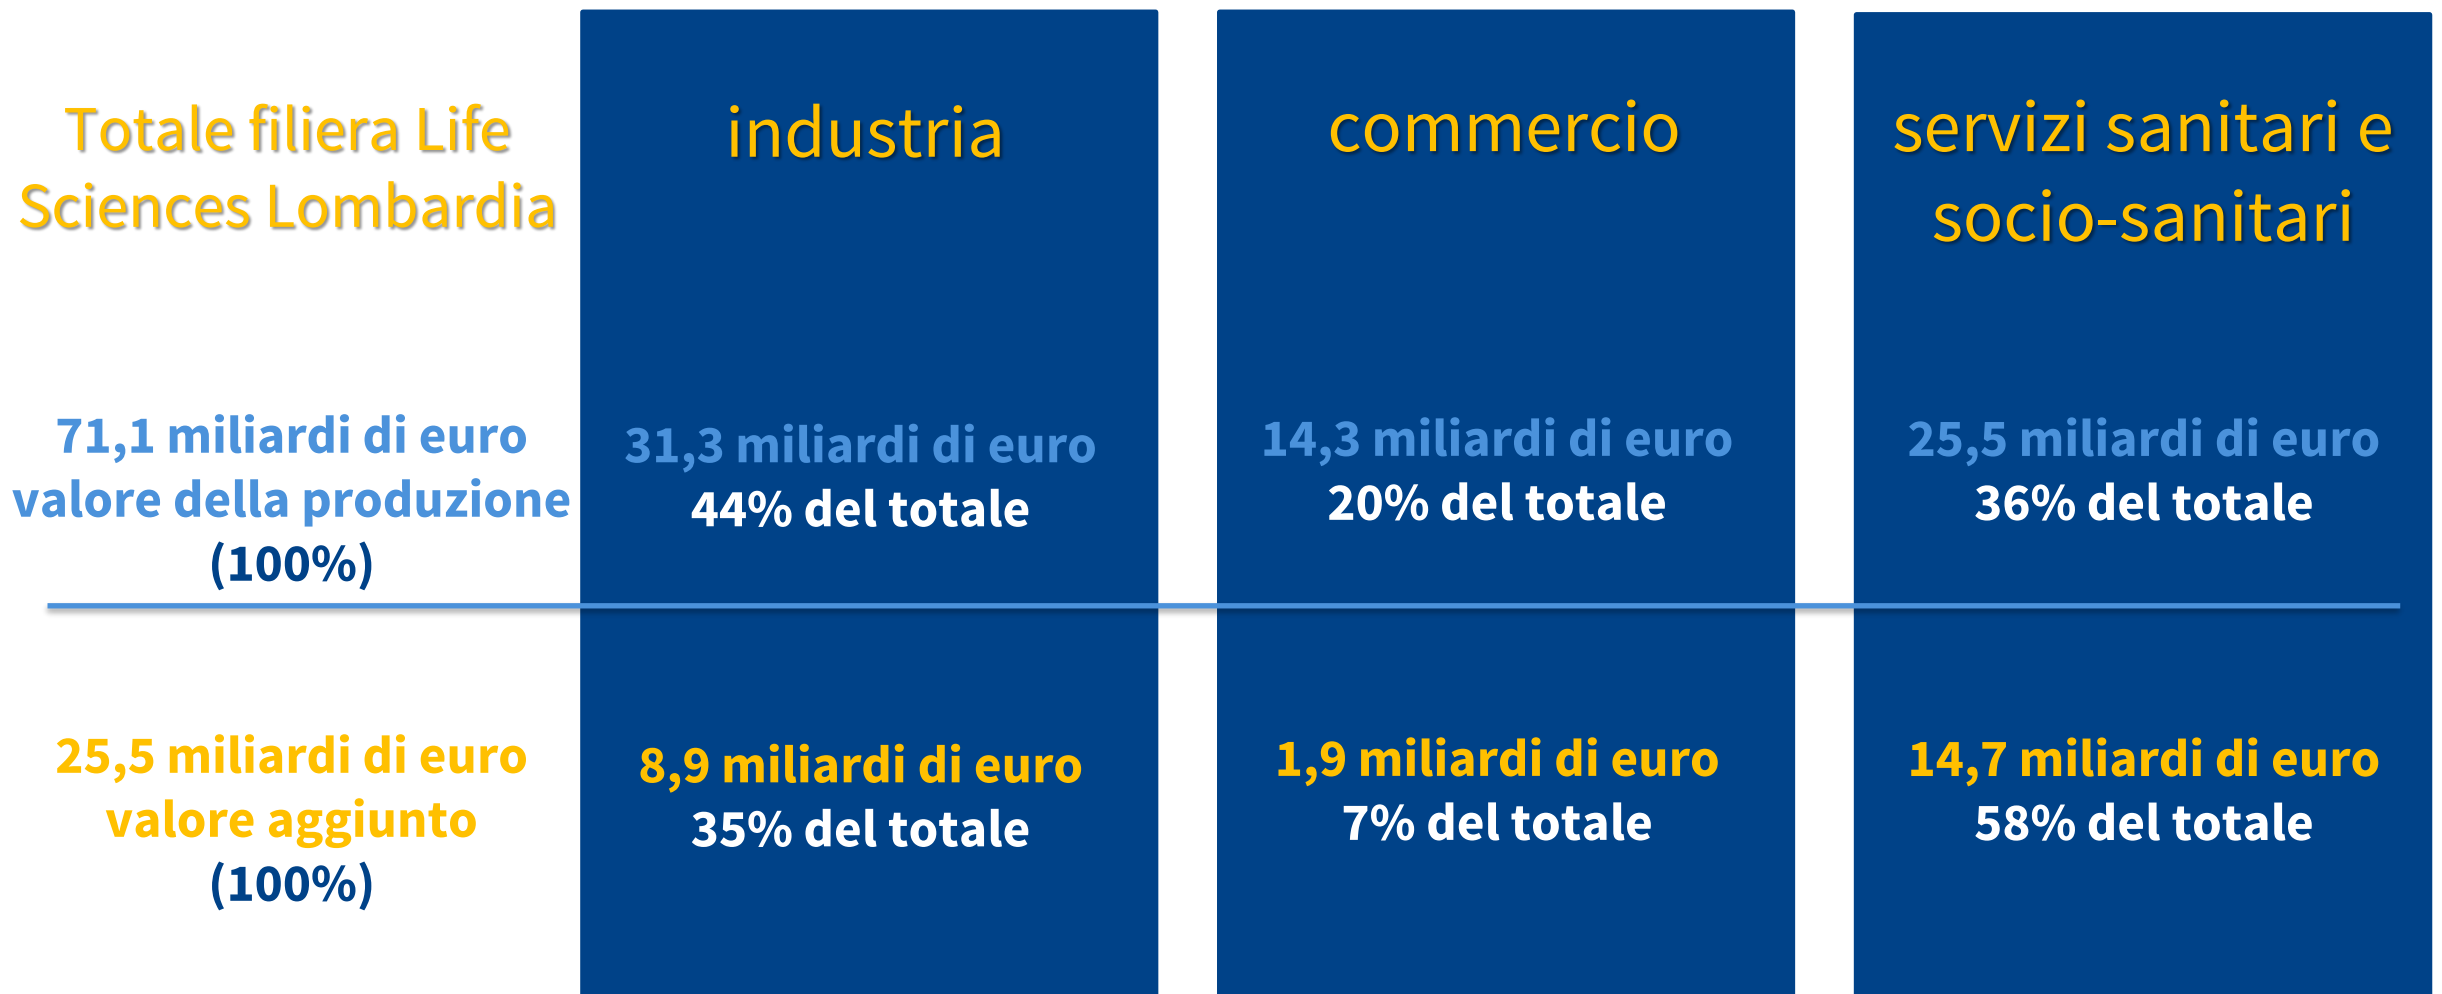 Totale filiera Life
Sciences Lombardia
industria
commercio
servizi sanitari e
socio-sanitari
71,1 miliardi di euro
valore della produzione
(100%)
31,3 miliardi di euro
44% del totale
14,3 miliardi di euro
20% del totale
25,5 miliardi di euro
36% del totale
25,5 miliardi di euro
valore aggiunto
(100%)
8,9 miliardi di euro
35% del totale
1,9 miliardi di euro
7% del totale
14,7 miliardi di euro
58% del totale